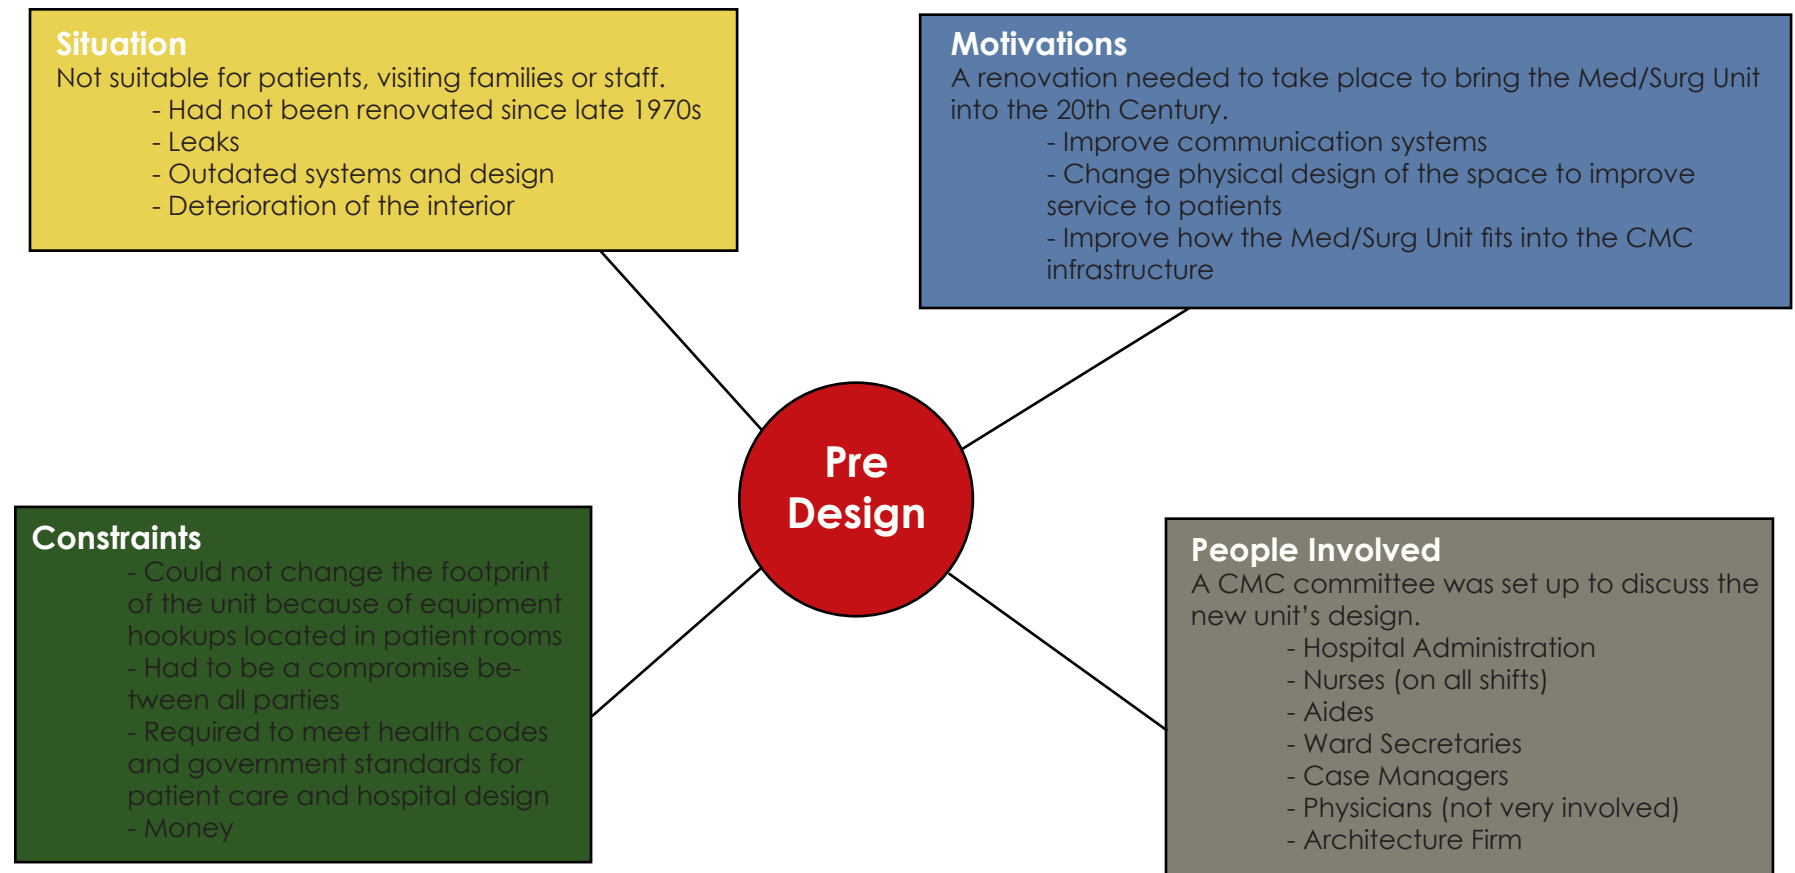 Situation
Not suitable for patients, visiting families or staff.
- Had not been renovated since late 1970s
- Leaks
- Outdated systems and design
- Deterioration of the interior
Motivations
A renovation needed to take place to bring the Med/Surg Unit
into the 20th Century.
- Improve communication systems
- Change physical design of the space to improve
service to patients
- Improve how the Med/Surg Unit fits into the CMC
infrastructure
Pre
Design
Constraints
- Could not change the footprint
of the unit because of equipment
hookups located in patient rooms
- Had to be a compromise be-
tween all parties
- Required to meet health codes
and government standards for
patient care and hospital design
- Money
People Involved
A CMC committee was set up to discuss the
new unit’s design.
- Hospital Administration
- Nurses (on all shifts)
- Aides
- Ward Secretaries
- Case Managers
- Physicians (not very involved)
- Architecture Firm